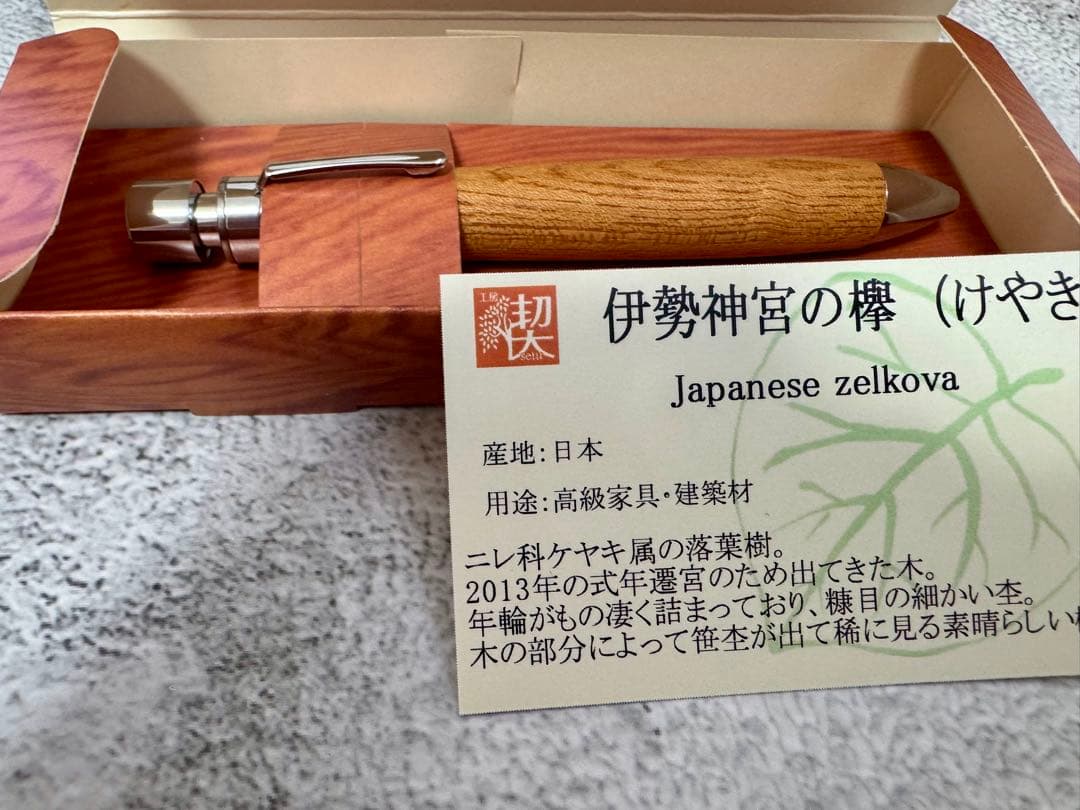 工房
契
setu
伊勢神宮の欅（けやき
Japanese zelkova
産地：日本
用途：高級家具・建築材
ニレ科ケヤキ属の落葉樹。
2013年の式年遷宮のため出てきた木。
年輪がもの凄く詰まっており、糠目の細かい杢。
木の部分によって笹杢が出て稀に見る素晴らしい